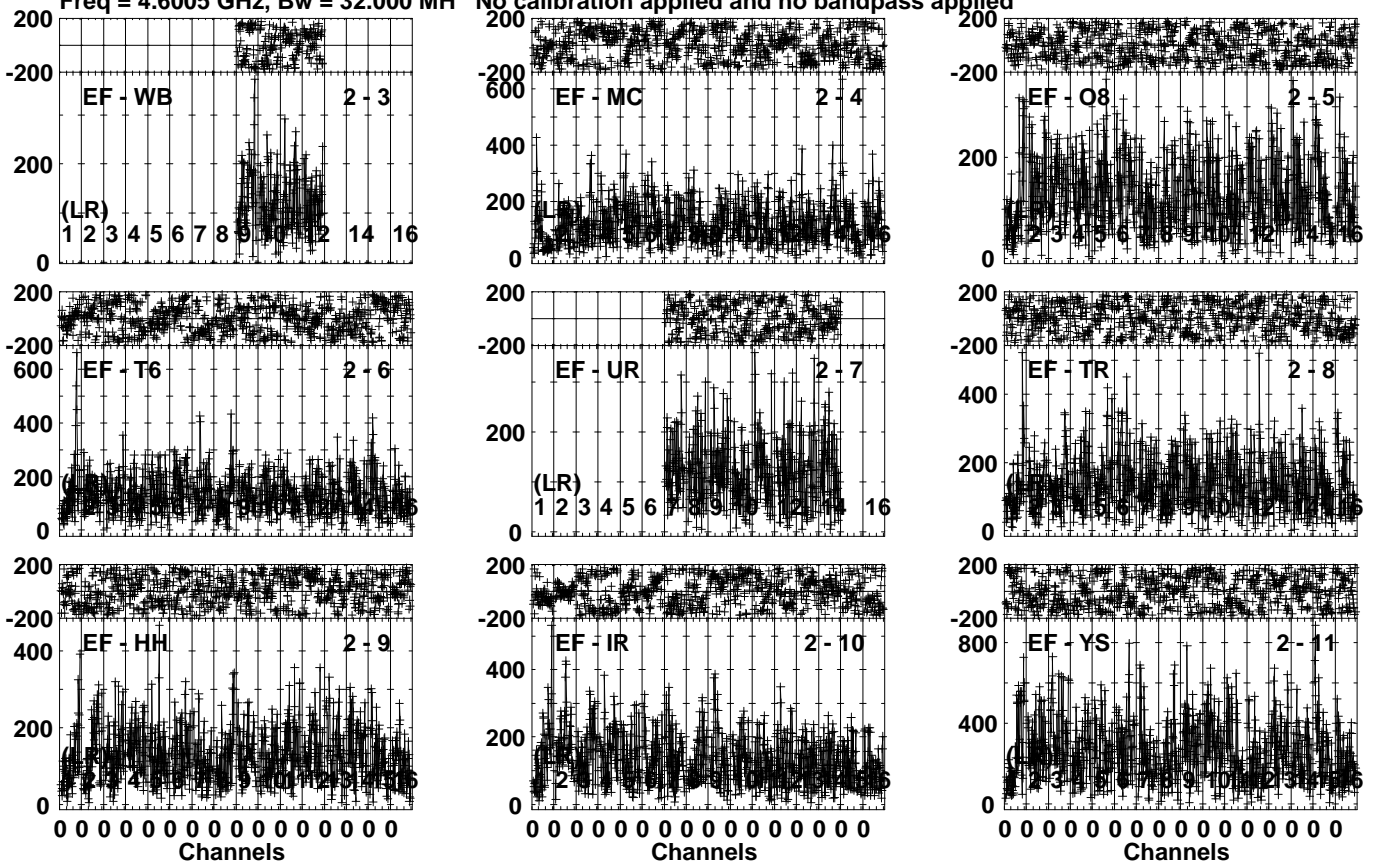 Freq = 4.6005 GHz, Bw = 32.000 MH No calibration applied and no bandpass applied
200 200 200
-200 -200 -200
EF - WB 2 - 3 600 EF - MC 2 - 4 EF - O8 2 - 5
400
200 200 200
(LR)
1 2 3 4 5 6 7 8 9 10 12 14 16
0 0 0
200 200 200
-200 -200 -200
600 EF - T6 2 - 6 EF - UR 2 - 7 EF - TR 2 - 8
400 200 400
200 (LR) 200
1 2 3 4 5 6 7 8 9 10 12 14 16
0 0 0
200 200 200
-200 -200 -200
EF - HH 2 - 9 EF - IR 2 - 10 800 EF - YS 2 - 11
400 400
200 200 400
(LR)
0 0 0
0 0 0 0 0 0 0 0 0 0 0 0 0 0 0 0 0 0 0 0 0 0 0 0 0 0 0 0 0 0 0 0 0 0 0 0 0 0 0 0 0 0 0 0 0 0 0 0
Channels Channels Channels